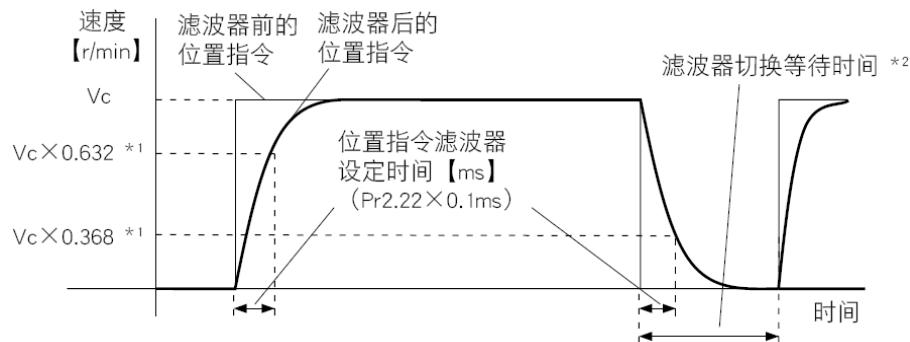 速度
【r/min】
滤波器前的
位置指令
滤波器后的
位置指令
滤波器切换等待时间 *2
Vc
Vc×0.632 *1
位置指令滤波器
设定时间【ms】
（Pr2.22×0.1ms）
Vc×0.368 *1
时间